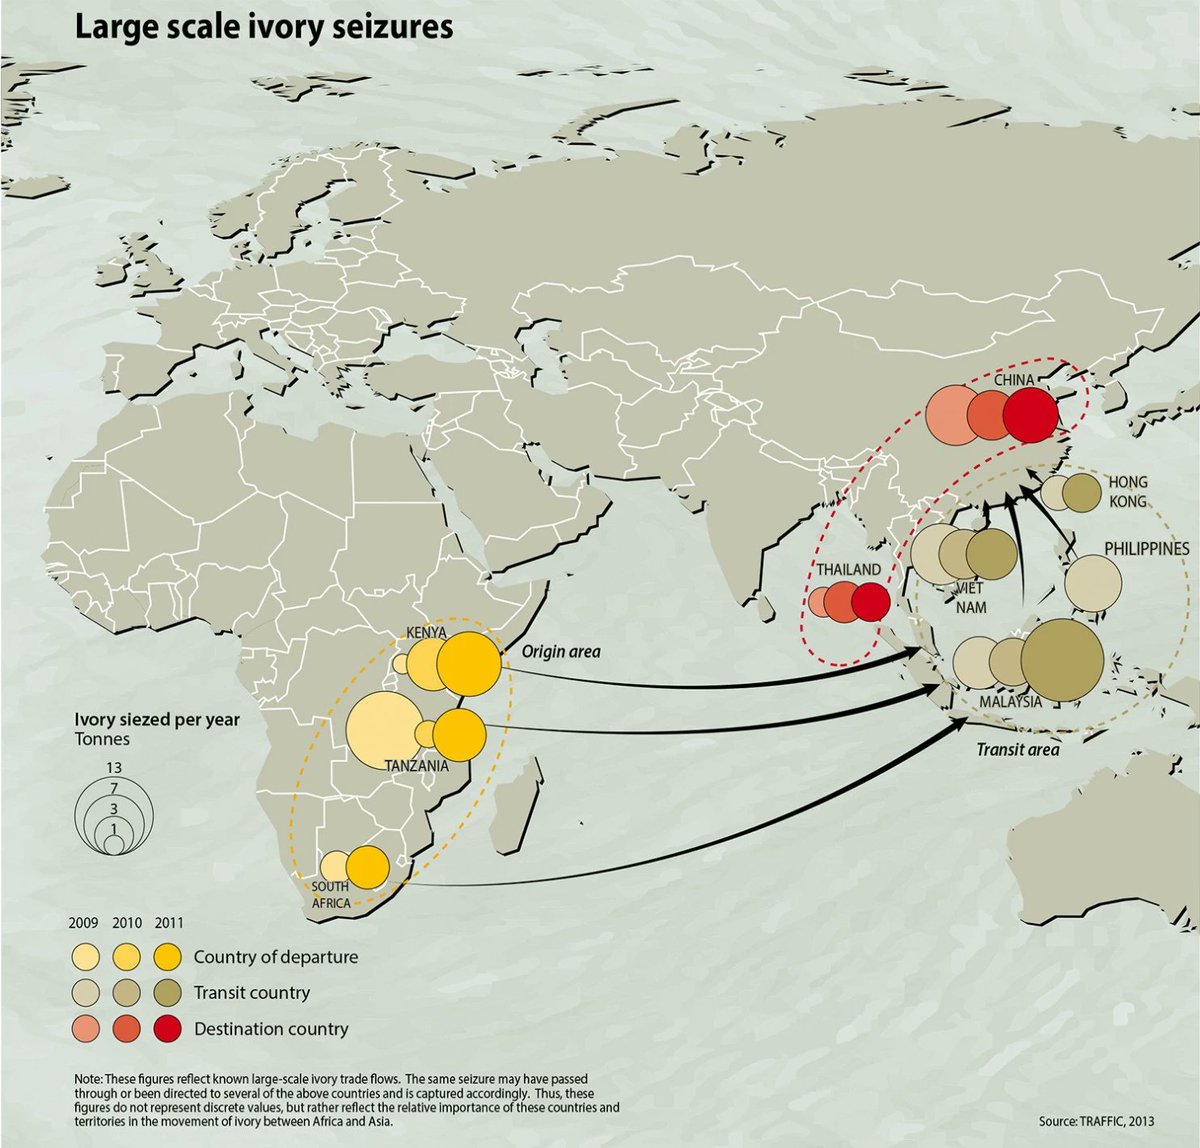 Large scale ivory seizures
CHINA
HONG
KONG
PHILIPPINES
THAILAND
VIET
NAM
KENYA
Origin area
MALAYSIA
Ivory siezed per year
Tonnes
Transit area
TANZANIA
13
7
3
1
SOUTH
AFRICA
2009 2010 2011
Country of departure
Transit country
Destination country
Note: These figures reflect known large-scale ivory trade flows. The same seizure may have passed
through or been directed to several of the above countries and is captured accordingly. Thus, these
figures do not represent discrete values, but rather reflect the relative importance of these countries and
territories in the movement of ivory between Africa and Asia.
Source: TRAFFIC, 2013